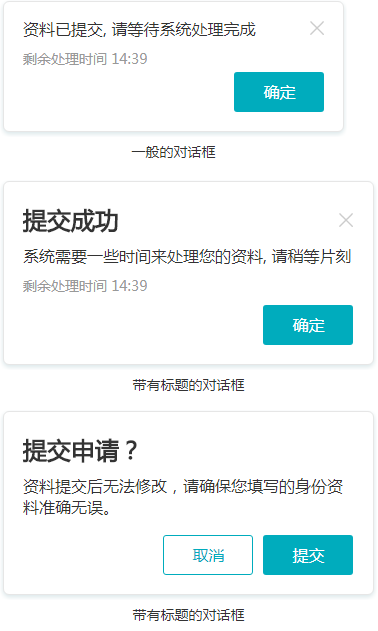 资料已提交, 请等待系统处理完成
剩余处理时间 14:39
确定
一般的对话框
提交成功
系统需要一些时间来处理您的资料, 请稍等片刻
剩余处理时间 14:39
确定
带有标题的对话框
提交申请？
资料提交后无法修改，请确保您填写的身份资
料准确无误。
取消 提交
带有标题的对话框